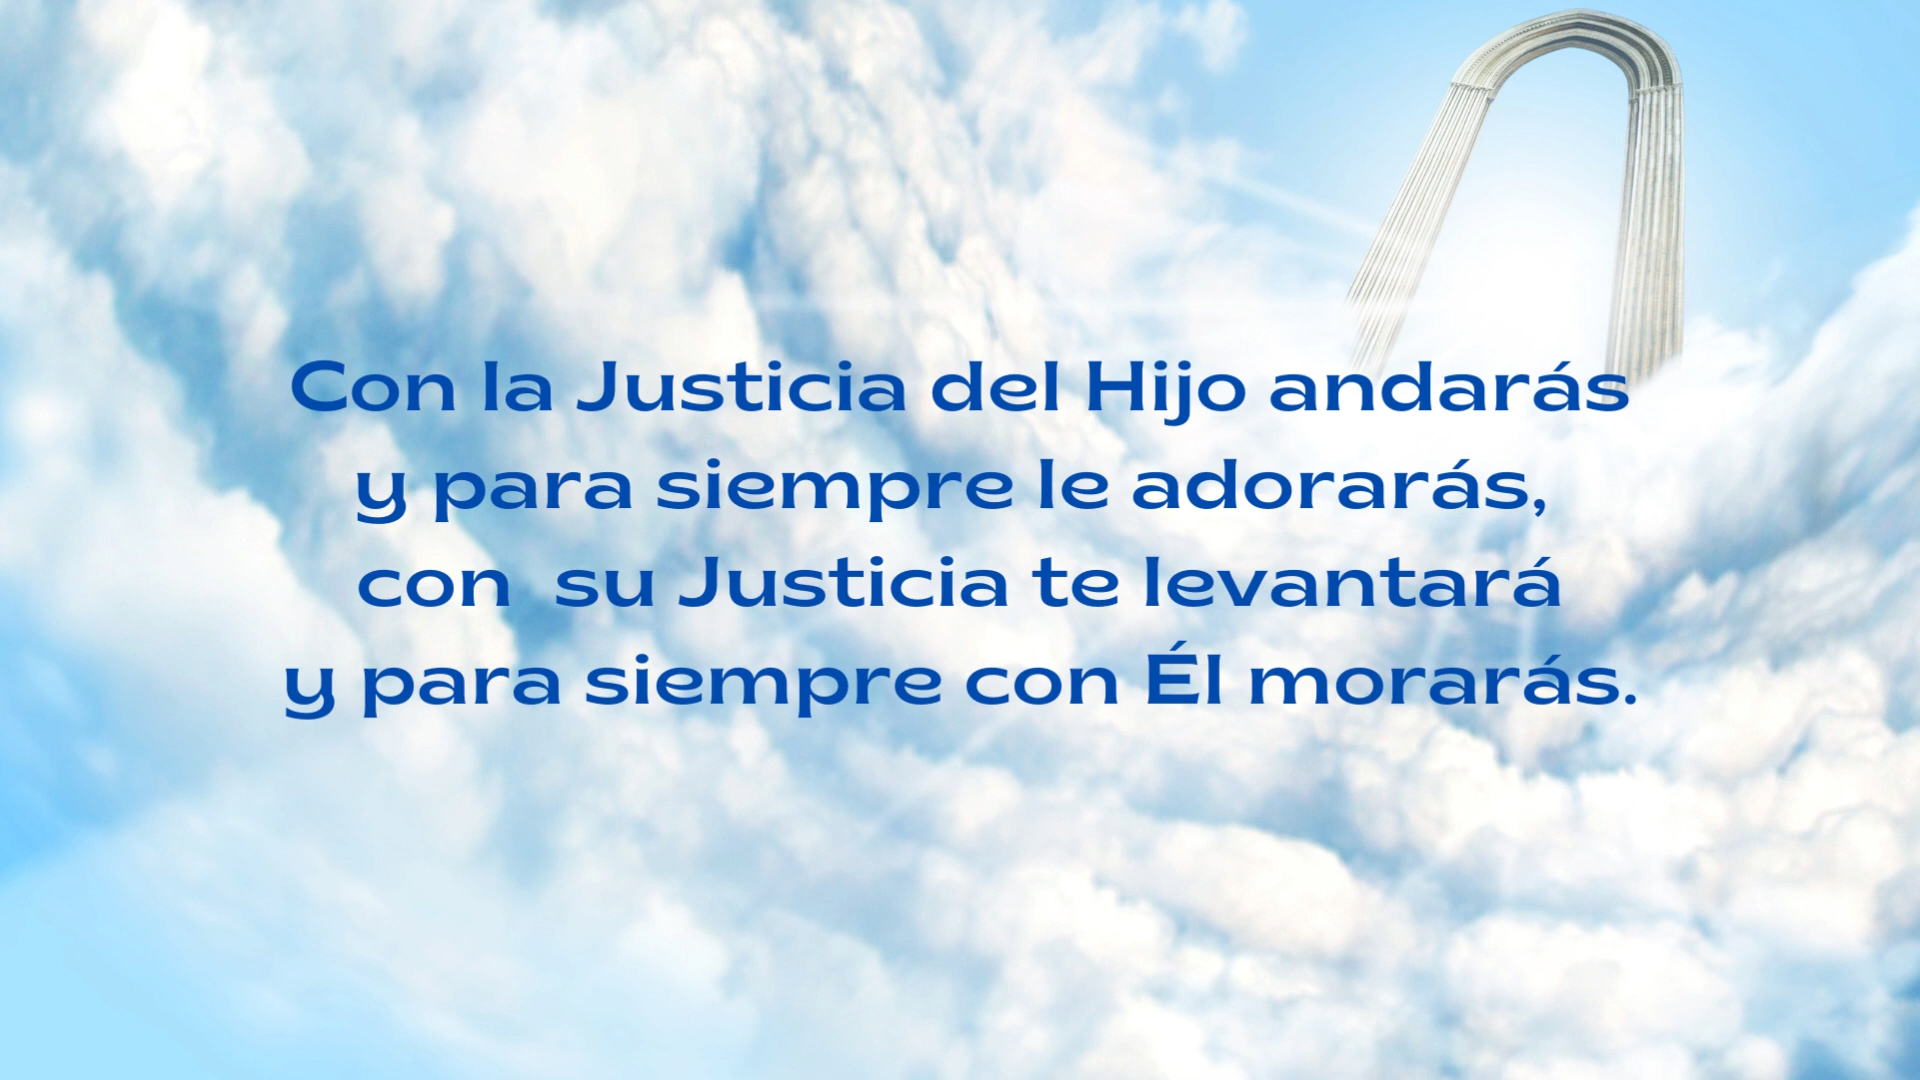 Con la Justicia del Hijo andarás
y para siempre le adorarás,
con  su Justicia te levantará
y para siempre con Él morarás.